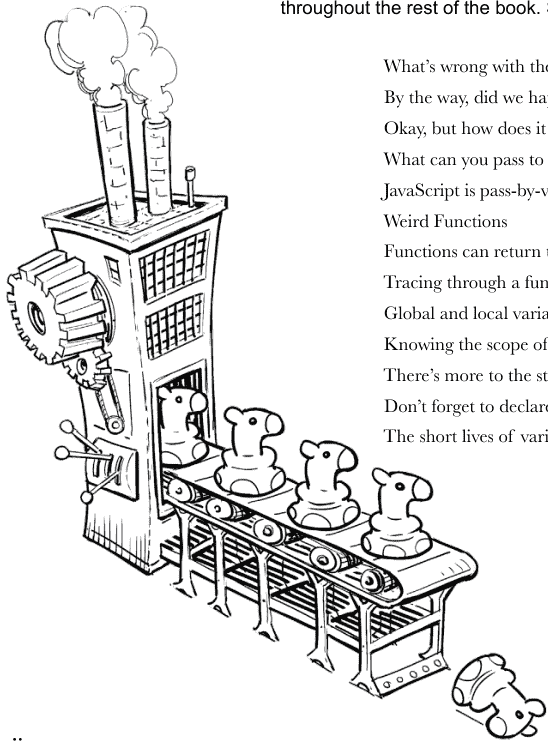 throughout the rest of the book.
What's wrong with the
By the way, did we
Okay, but how does it
What can you pass to
JavaScript is
Weird Functions
Functions can return
Tracing through a
Global and local
Knowing the scope of
There's more to the
Don't forget to
The short lives of